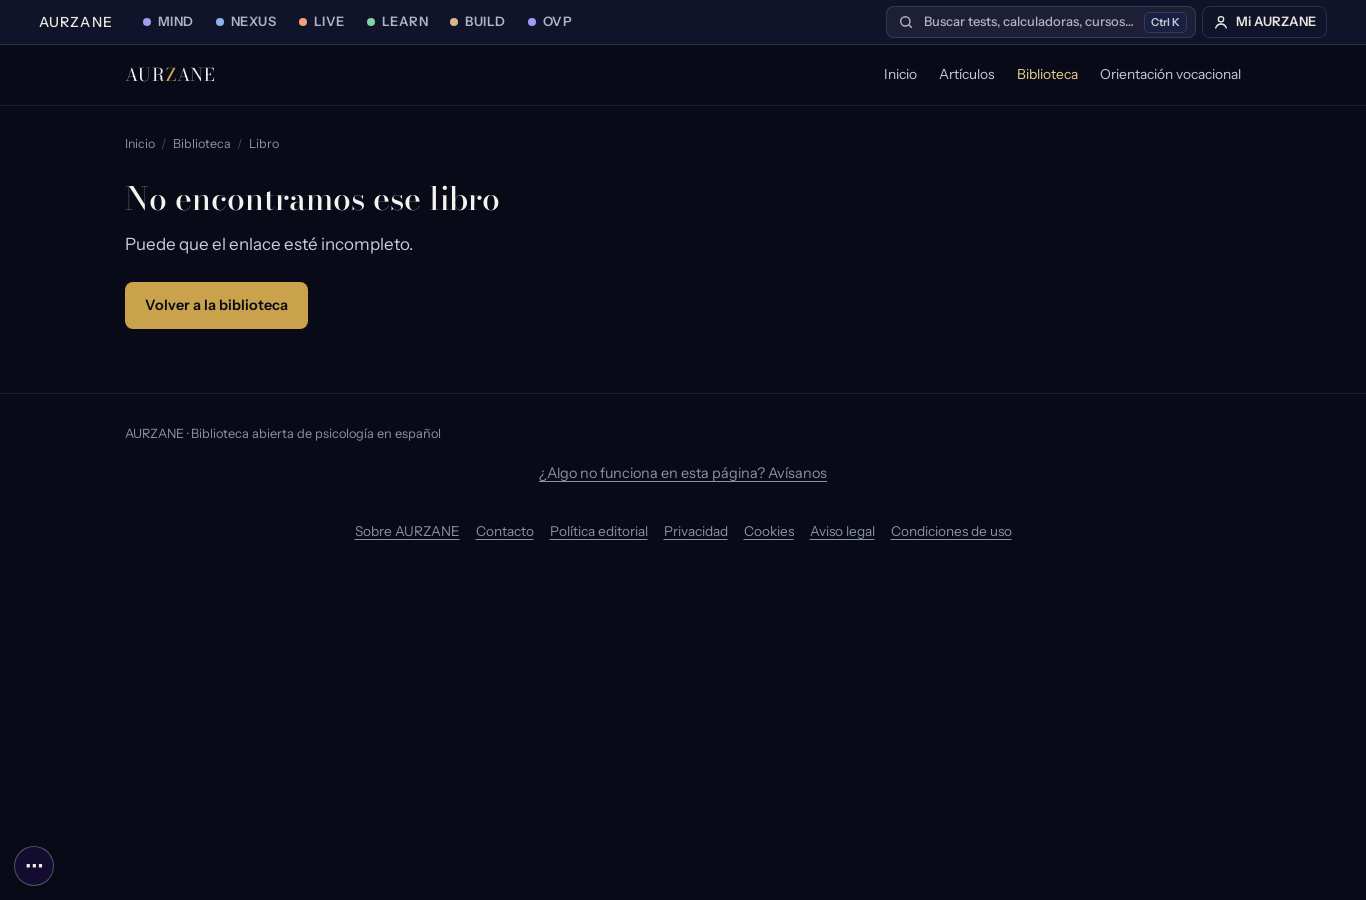 AURZANE MIND NEXUS LIVE LEARN BUILD OVP Buscar tests, calculadoras, cursos... Ctrl K Mi AURZANE
AURZANE Inicio Artículos Biblioteca Orientación vocacional
Inicio / Biblioteca / Libro
No encontramos ese libro
Puede que el enlace esté incompleto.
Volver a la biblioteca
AURZANE · Biblioteca abierta de psicología en español
¿Algo no funciona en esta página? Avísanos
Sobre AURZANE Contacto Política editorial Privacidad Cookies Aviso legal Condiciones de uso